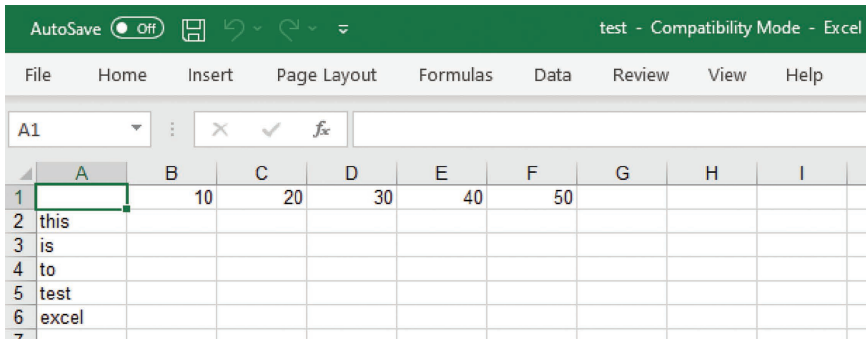 AutoSave Off test - Compatibility Mode - Excel
File Home Insert Page Layout Formulas Data Review View Help
A1 fx
A B C D E F G H I
1 10 20 30 40 50
2 this
3 is
4 to
5 test
6 excel
7